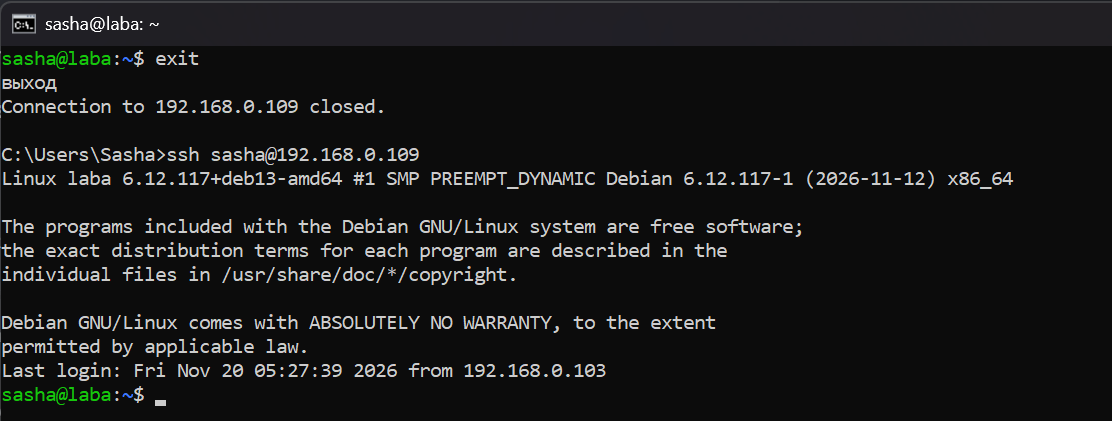 sasha@laba: ~
sasha@laba:~$ exit
выход
Connection to 192.168.0.109 closed.
C:\Users\Sasha>ssh sasha@192.168.0.109
Linux laba 6.12.117+deb13-amd64 #1 SMP PREEMPT_DYNAMIC Debian 6.12.117-1 (2026-11-12) x86_64
The programs included with the Debian GNU/Linux system are free software;
the exact distribution terms for each program are described in the
individual files in /usr/share/doc/*/copyright.
Debian GNU/Linux comes with ABSOLUTELY NO WARRANTY, to the extent
permitted by applicable law.
Last login: Fri Nov 20 05:27:39 2026 from 192.168.0.103
sasha@laba:~$